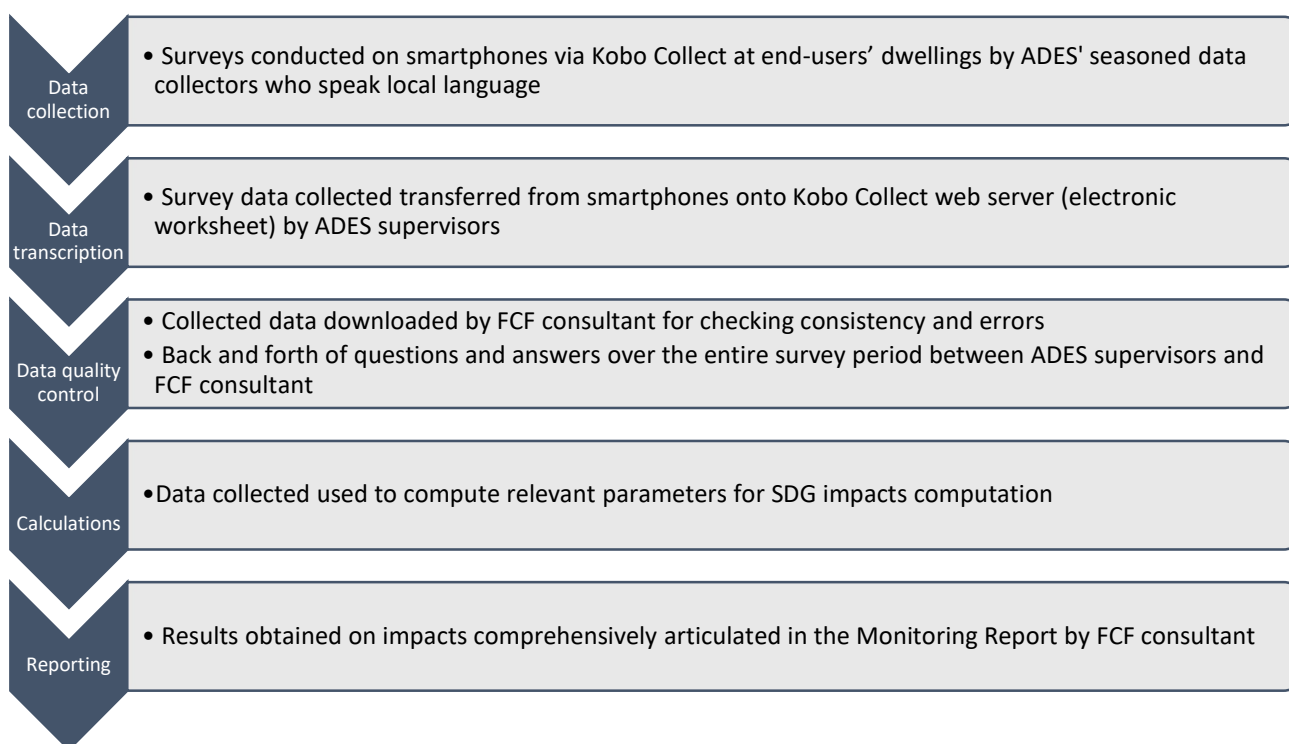 Data
collection
• Surveys conducted on smartphones via Kobo Collect at end-users’ dwellings by ADES' seasoned data
collectors who speak local language
Data
transcription
• Survey data collected transferred from smartphones onto Kobo Collect web server (electronic
worksheet) by ADES supervisors
Data quality
control
• Collected data downloaded by FCF consultant for checking consistency and errors
• Back and forth of questions and answers over the entire survey period between ADES supervisors and
FCF consultant
Calculations
•Data collected used to compute relevant parameters for SDG impacts computation
Reporting
• Results obtained on impacts comprehensively articulated in the Monitoring Report by FCF consultant